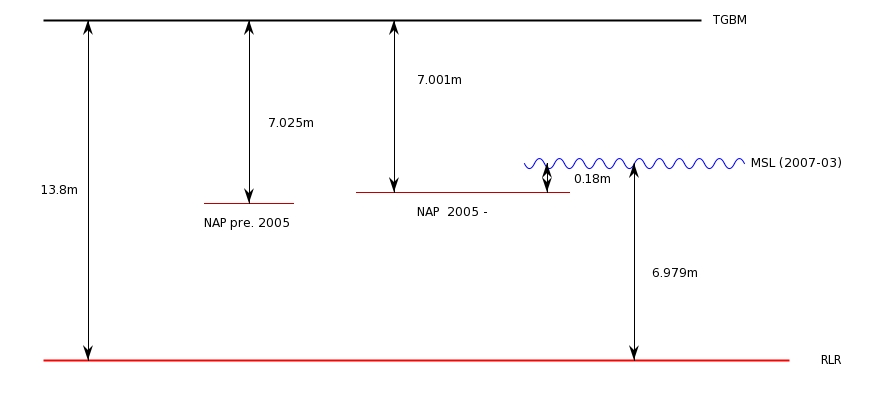 TGBM
7.001m
7.025m
MSL (2007-03)
0.18m
13.8m
NAP 2005 -
NAP pre. 2005
6.979m
RLR